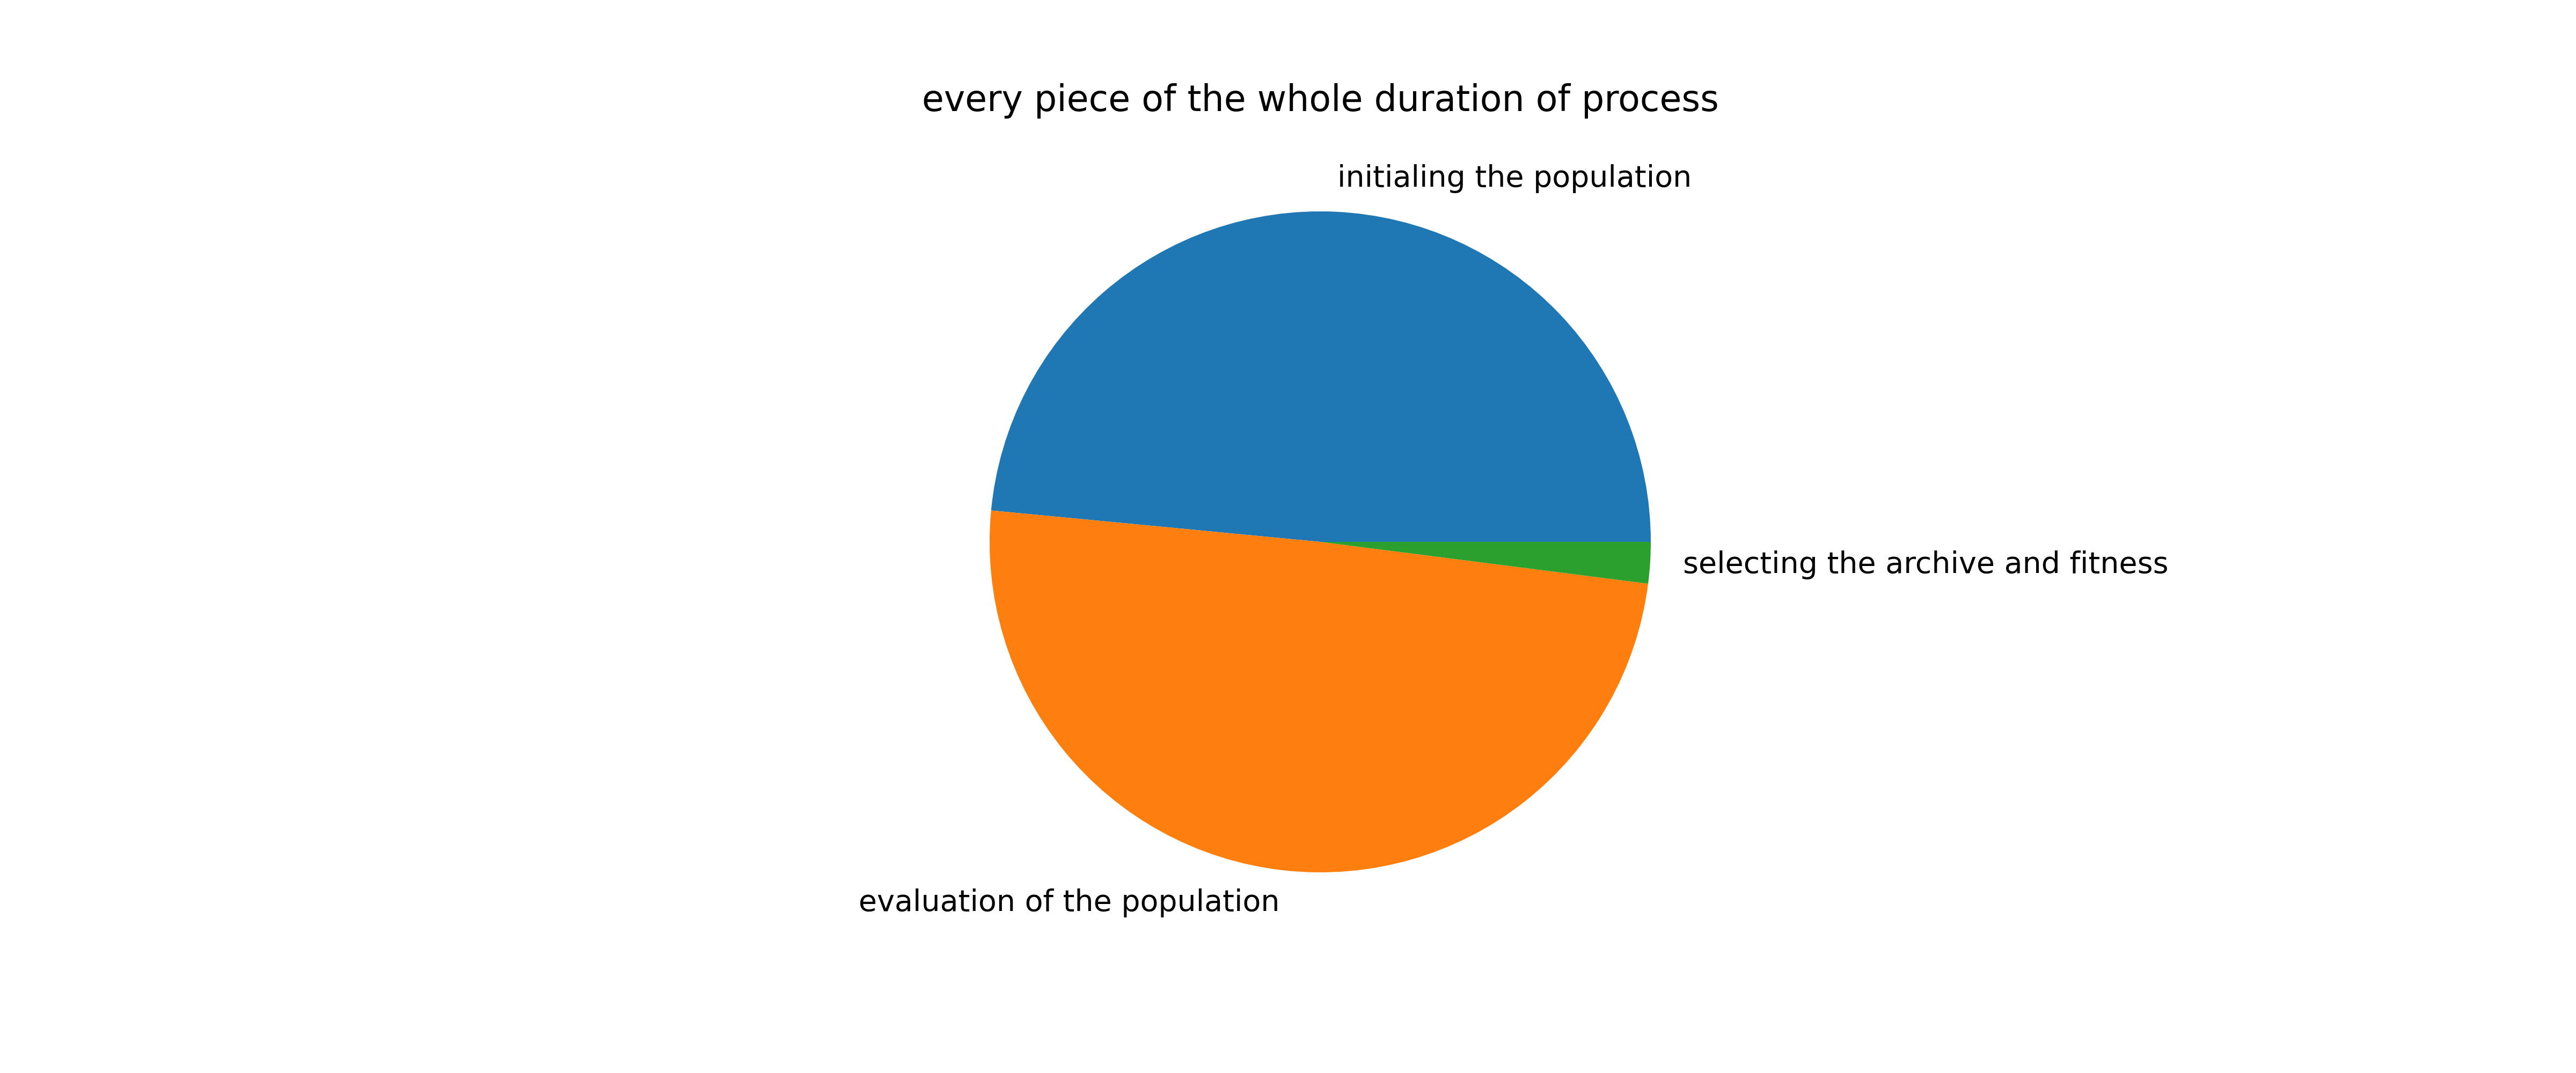 every piece of the whole duration of process
initialing the population
selecting the archive and fitness
evaluation of the population